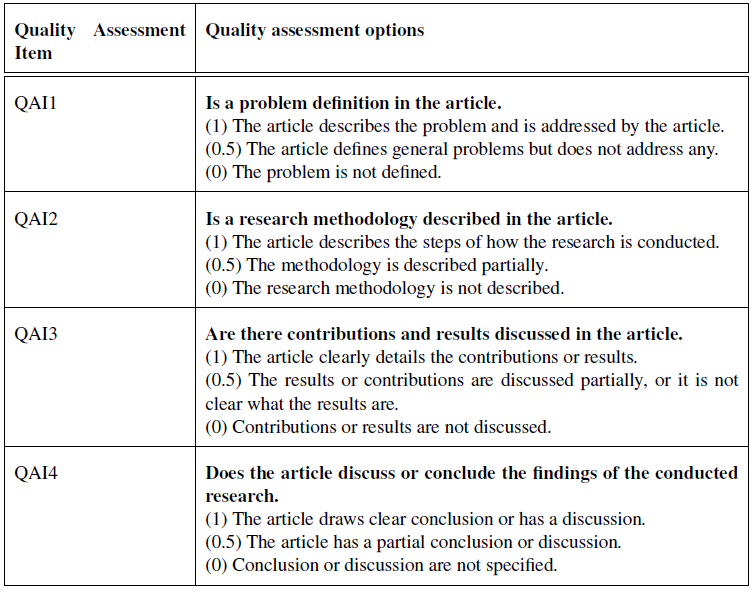 Quality Assessment Item
Quality assessment options
QAI1
Is a problem definition in the article.
(1) The article describes the problem and is addressed by the article.
(0.5) The article defines general problems but does not address any.
(0) The problem is not defined.
QAI2
Is a research methodology described in the article.
(1) The article describes the steps of how the research is conducted.
(0.5) The methodology is described partially.
(0) The research methodology is not described.
QAI3
Are there contributions and results discussed in the article.
(1) The article clearly details the contributions or results.
(0.5) The results or contributions are discussed partially, or it is not
clear what the results are.
(0) Contributions or results are not discussed.
QAI4
Does the article discuss or conclude the findings of the conducted
research.
(1) The article draws clear conclusion or has a discussion.
(0.5) The article has a partial conclusion or discussion.
(0) Conclusion or discussion are not specified.